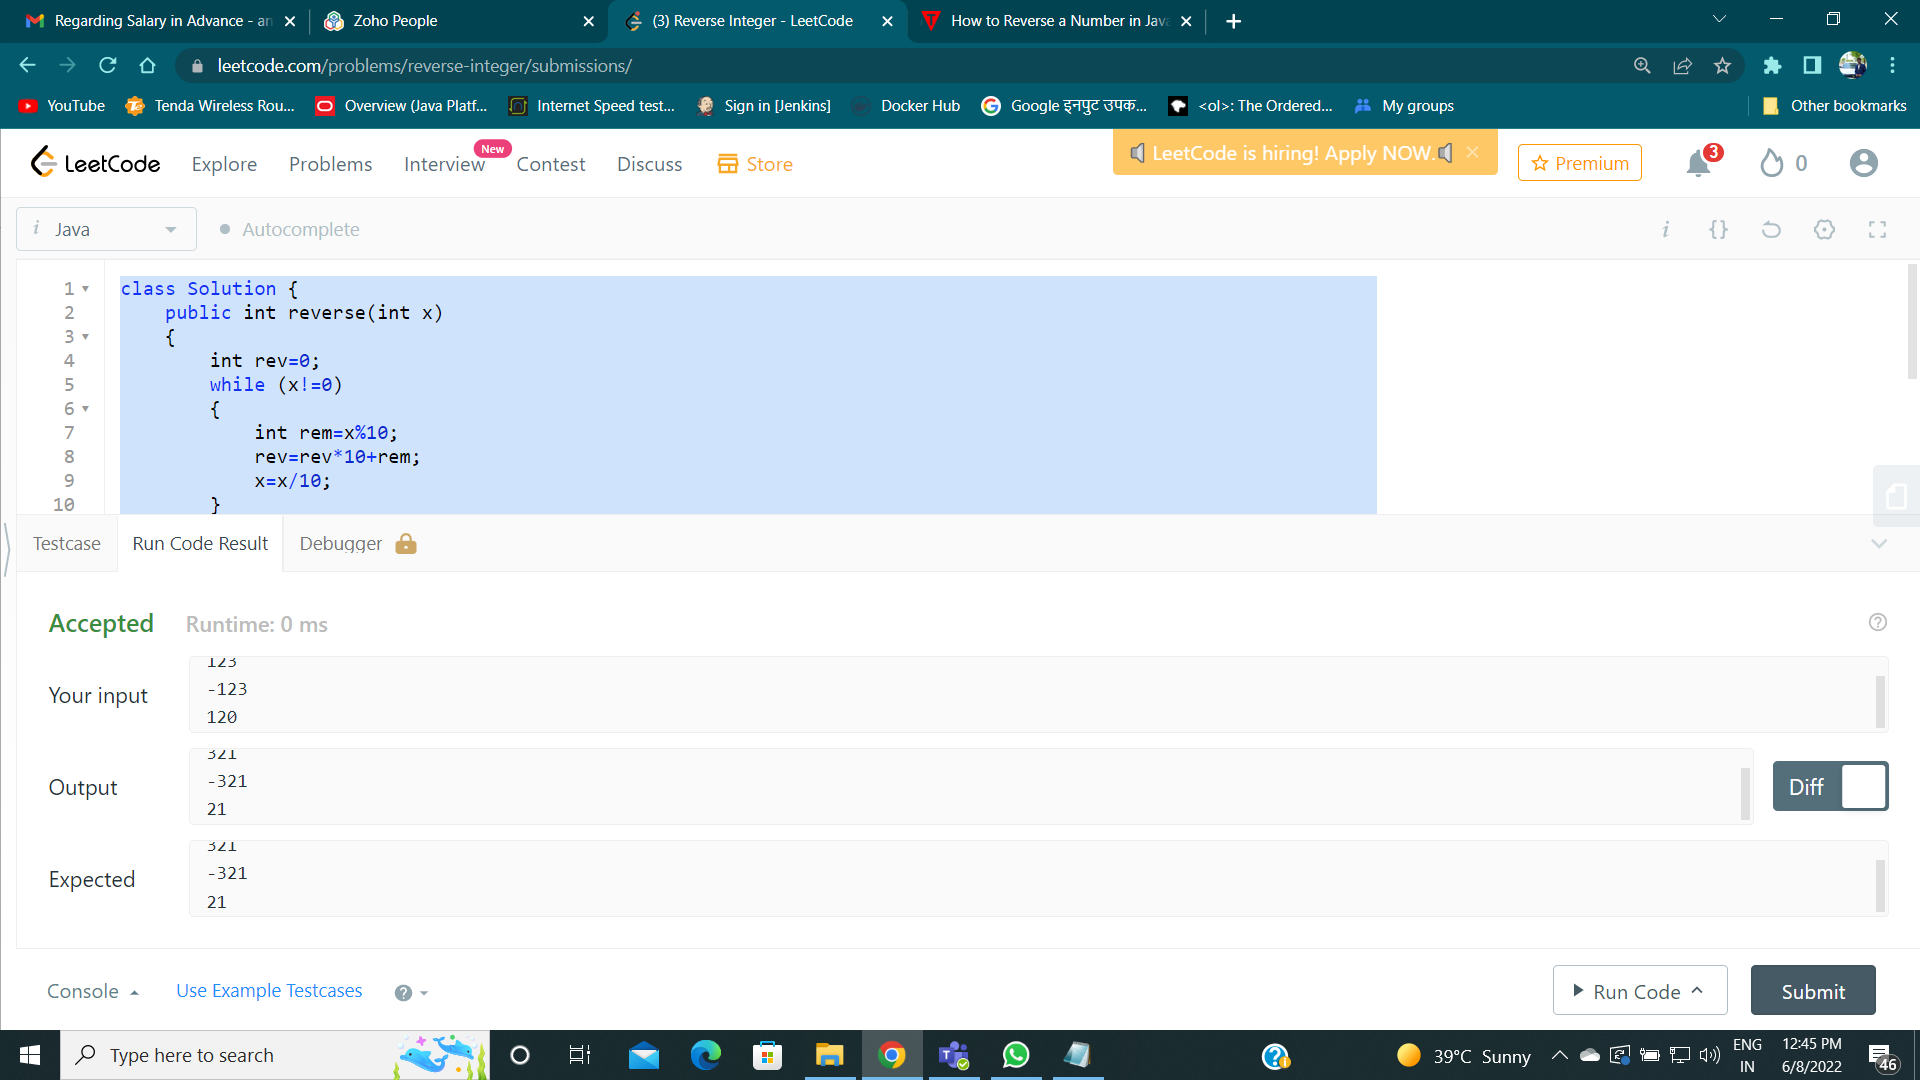 Regarding Salary in Advance - an
Zoho People
(3) Reverse Integer - LeetCode
How to Reverse a Number in Java
leetcode.com/problems/reverse-integer/submissions/
YouTube
Tenda Wireless Rou...
Overview (Java Platf...
Internet Speed test...
Sign in [Jenkins]
Docker Hub
Google इनपुट उपक...
<ol>: The Ordered...
My groups
Other bookmarks
LeetCode
Explore
Problems
Interview
New
Contest
Discuss
Store
LeetCode is hiring! Apply NOW.
Premium
3
0
i Java
Autocomplete
i {}
1 class Solution {
2 public int reverse(int x)
3 {
4 int rev=0;
5 while (x!=0)
6 {
7 int rem=x%10;
8 rev=rev*10+rem;
9 x=x/10;
10 }
Testcase
Run Code Result
Debugger
Accepted
Runtime: 0 ms
Your input
123
-123
120
Output
321
-321
21
Diff
Expected
321
-321
21
Console
Use Example Testcases
Run Code
Submit
Type here to search
39°C Sunny
ENG
IN
12:45 PM
6/8/2022
46